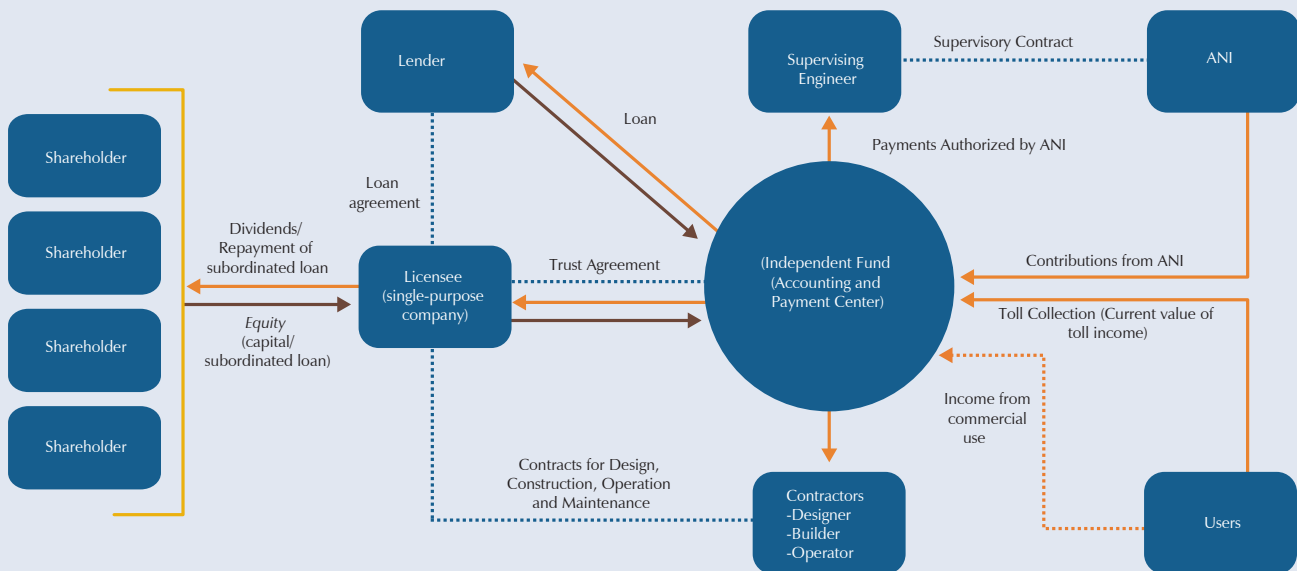 Lender
Supervising
Engineer
Supervisory Contract
ANI
Loan
Payments Authorized by ANI
Shareholder
Shareholder
Shareholder
Shareholder
Loan
agreement
Dividends/
Repayment of
subordinated loan
Equity
(capital/
subordinated loan)
Licensee
(single-purpose
company)
Trust Agreement
(Independent Fund
(Accounting and
Payment Center)
Contributions from ANI
Toll Collection (Current value of
toll income)
Income from
commercial
use
Contracts for Design,
Construction, Operation
and Maintenance
Contractors
-Designer
-Builder
-Operator
Users